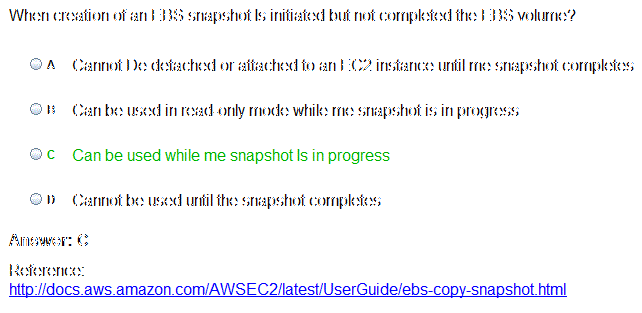 When creation of an EBS snapshot Is initiated but not completed the EBS volume?
A Cannot De detached or attached to an EC2 instance until me snapshot completes
B Can be used in read-only mode while me snapshot is in progress
C Can be used while me snapshot Is in progress
D Cannot be used until the snapshot completes
Answer: C
Reference:
http://docs.aws.amazon.com/AWSEC2/latest/UserGuide/ebs-copy-snapshot.html